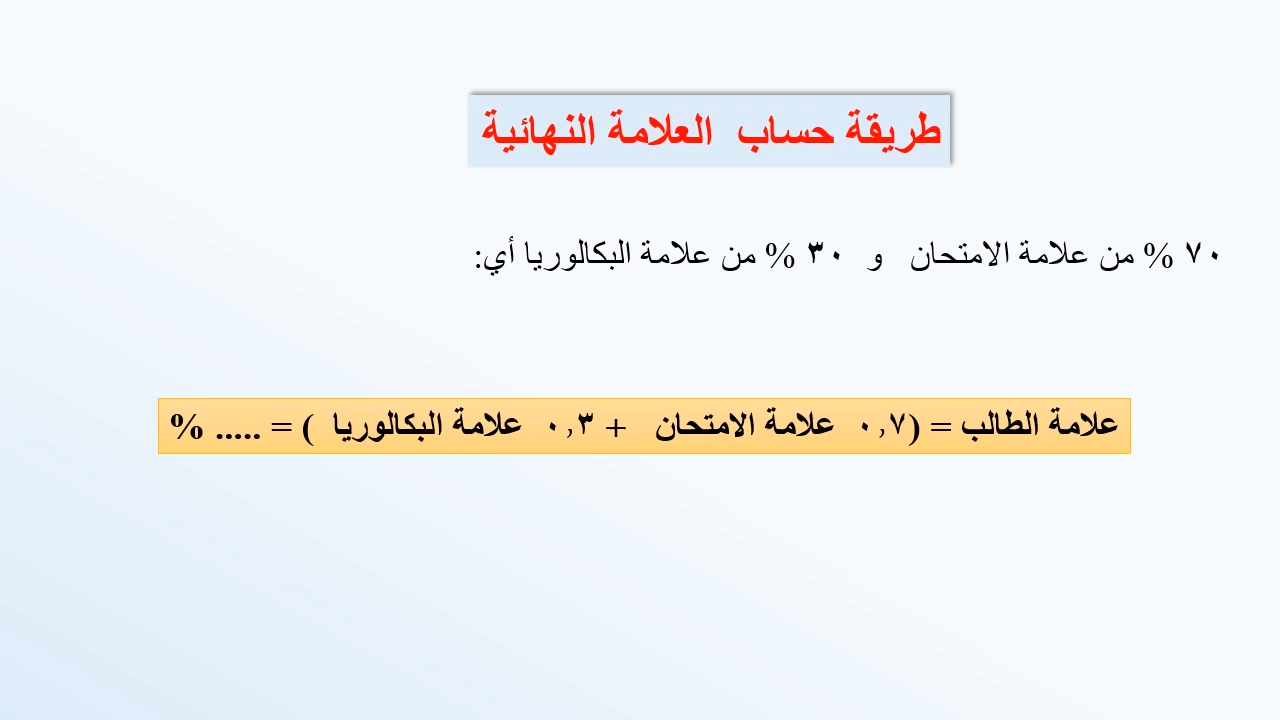 طريقة حساب العلامة النهائية
٧٠ % من علامة الامتحان و ٣٠ % من علامة البكالوريا أي:
علامة الطالب = (٠,٧ علامة الامتحان + ٠,٣ علامة البكالوريا ) = ..... %